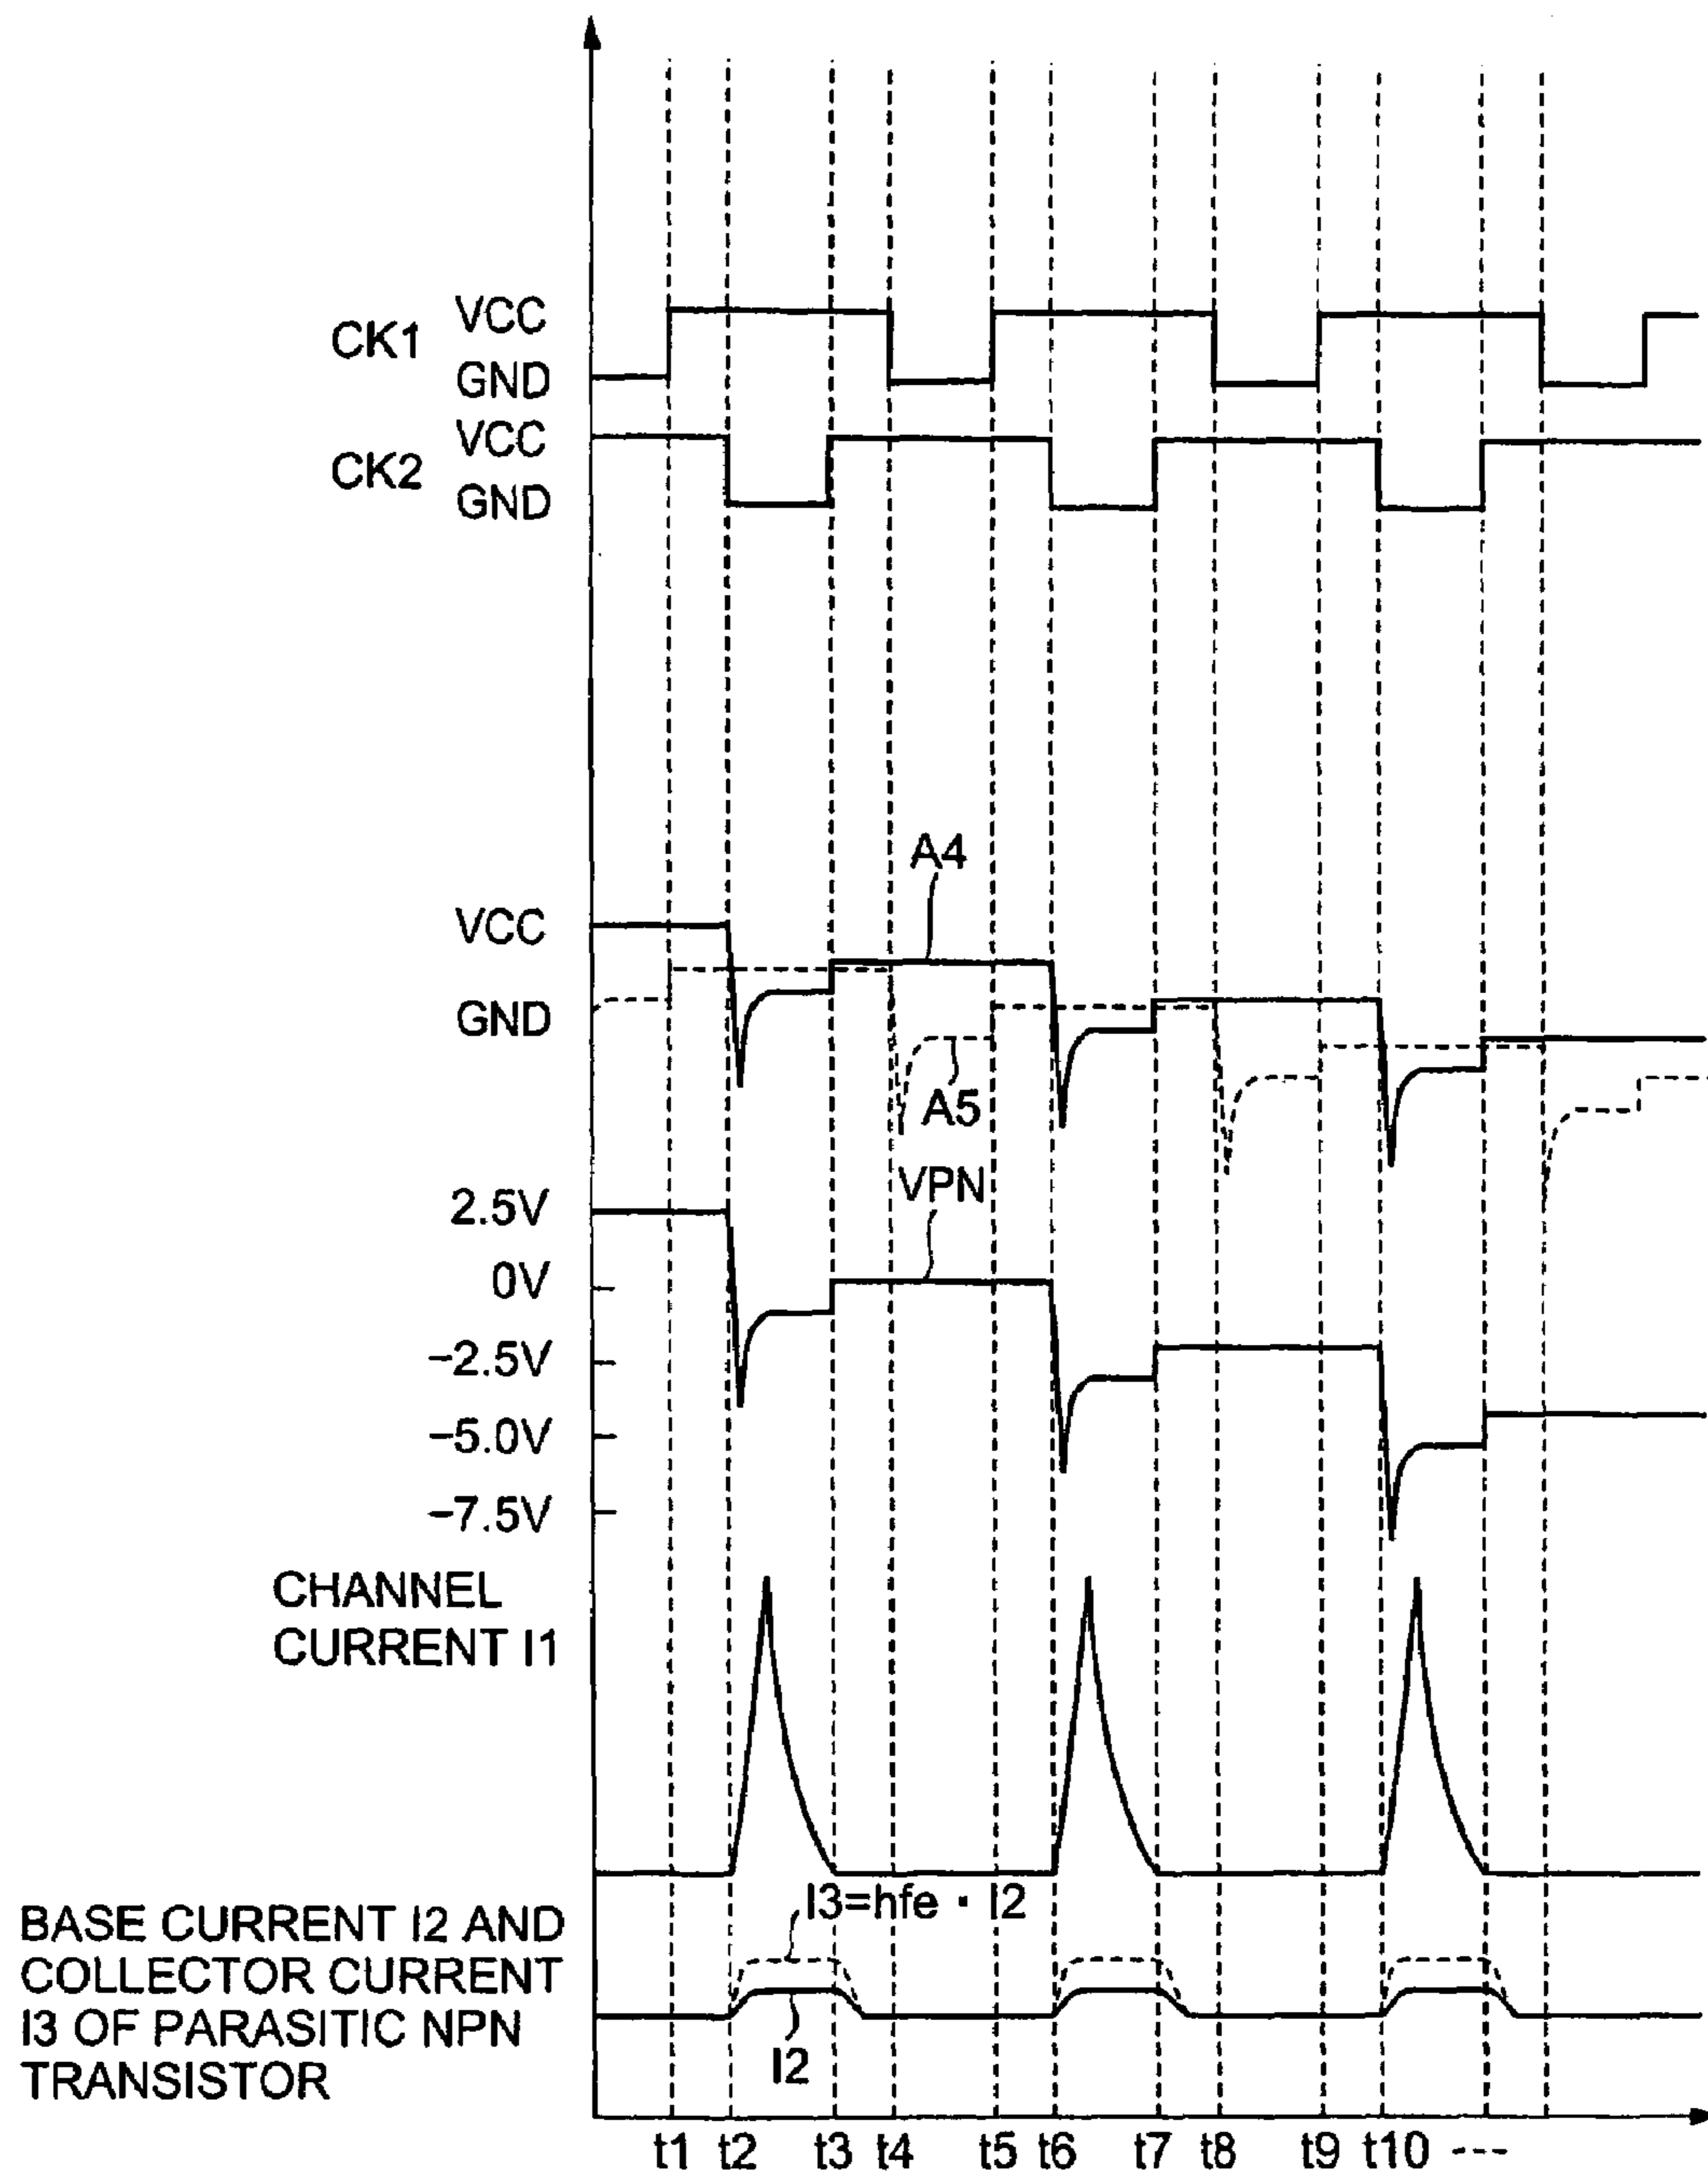 CK1 VCC
GND
CK2 VCC
GND
A4
VCC
GND
A5
VPN
2.5V
0V
−2.5V
−5.0V
−7.5V
CHANNEL
CURRENT I1
I3=hfe · I2
BASE CURRENT I2 AND
COLLECTOR CURRENT
I3 OF PARASITIC NPN
TRANSISTOR
I2
t1 t2 t3 t4 t5 t6 t7 t8 t9 t10 ---